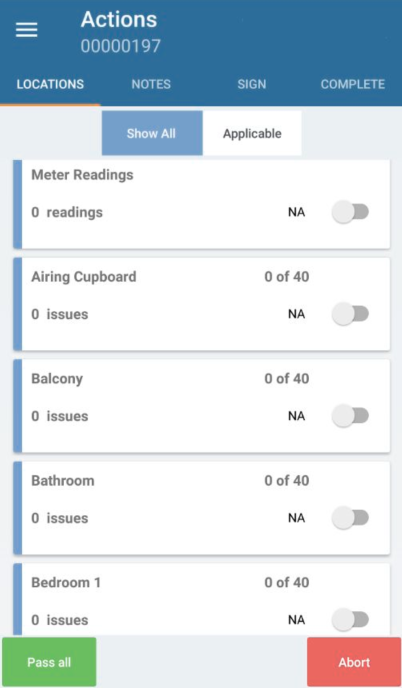 Actions
00000197
LOCATIONS NOTES SIGN COMPLETE
Show All Applicable
Meter Readings
0 readings NA
Airing Cupboard 0 of 40
0 issues NA
Balcony 0 of 40
0 issues NA
Bathroom 0 of 40
0 issues NA
Bedroom 1 0 of 40
0 issues NA
Pass all Abort